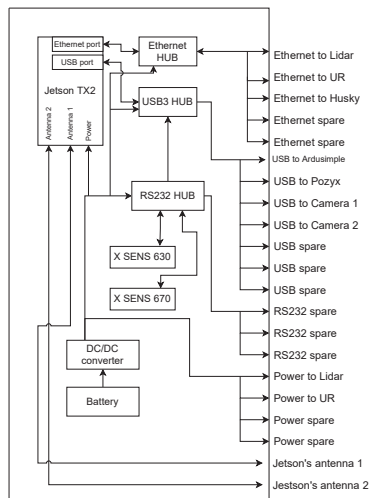 Ethernet port
USB port
Jetson TX2
Antenna 2
Antenna 1
Power
Ethernet
HUB
USB3 HUB
RS232 HUB
X SENS 630
X SENS 670
DC/DC
converter
Battery
Ethernet to Lidar
Ethernet to UR
Ethernet to Husky
Ethernet spare
Ethernet spare
USB to Ardusimple
USB to Pozyx
USB to Camera 1
USB to Camera 2
USB spare
USB spare
USB spare
RS232 spare
RS232 spare
RS232 spare
Power to Lidar
Power to UR
Power spare
Power spare
Jetson's antenna 1
Jestson's antenna 2